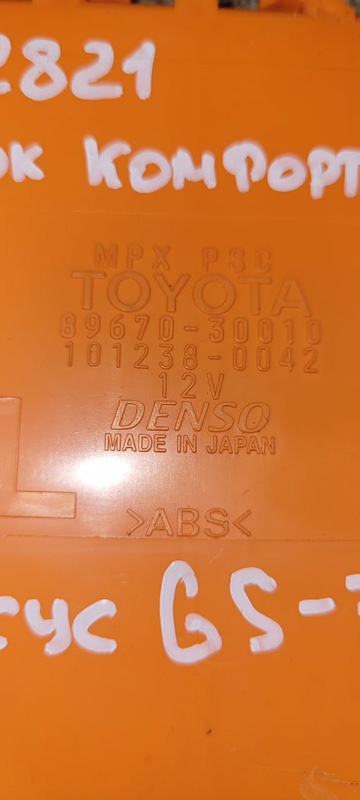 2821
ок комфорт
MPX PSC
TOYOTA
89670-30010
101238-0042
12V
DENSO
MADE IN JAPAN
>ABS<
сус GS-